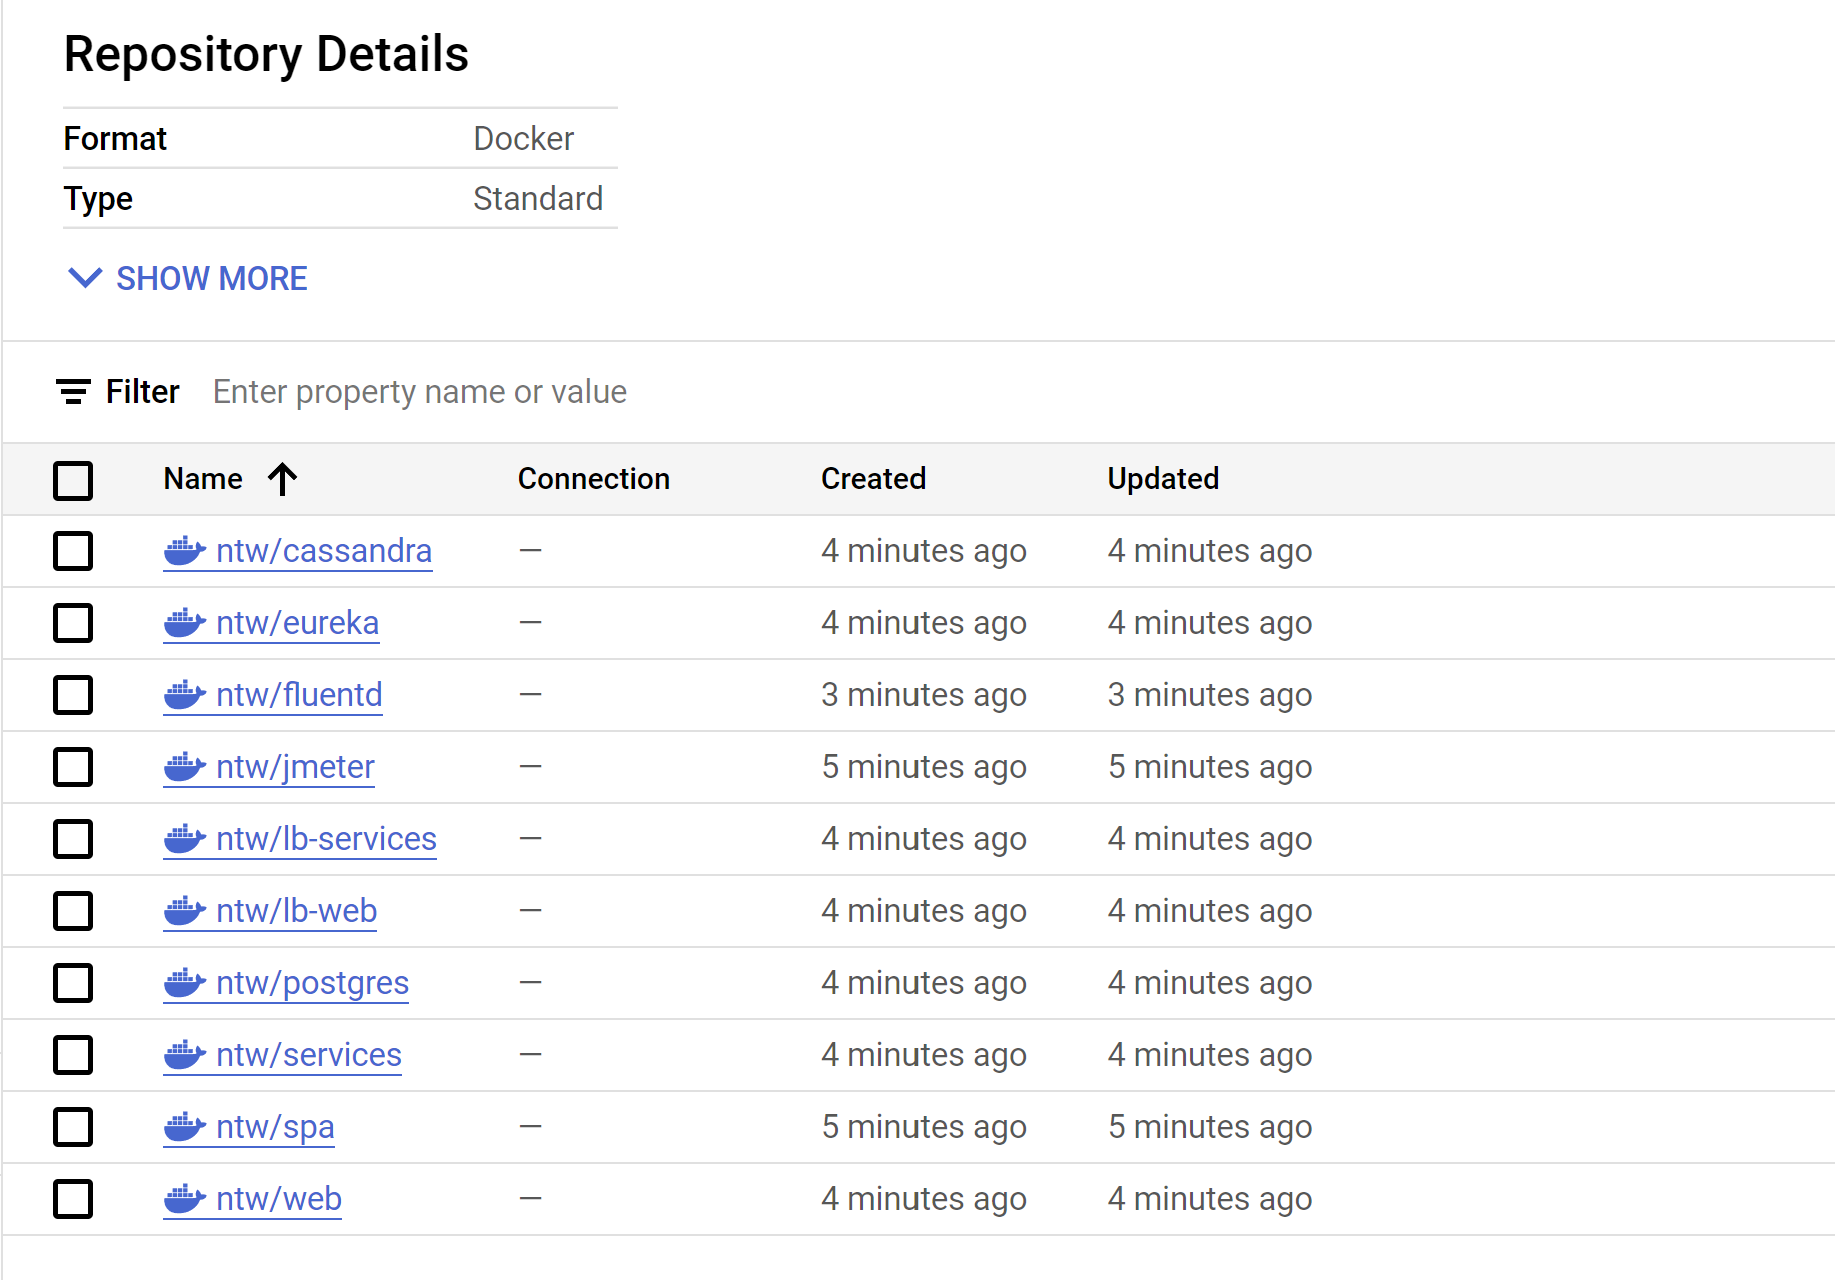 Repository Details
Format Docker
Type Standard
SHOW MORE
Filter Enter property name or value
Name Connection Created Updated
ntw/cassandra — 4 minutes ago 4 minutes ago
ntw/eureka — 4 minutes ago 4 minutes ago
ntw/fluentd — 3 minutes ago 3 minutes ago
ntw/jmeter — 5 minutes ago 5 minutes ago
ntw/lb-services — 4 minutes ago 4 minutes ago
ntw/lb-web — 4 minutes ago 4 minutes ago
ntw/postgres — 4 minutes ago 4 minutes ago
ntw/services — 4 minutes ago 4 minutes ago
ntw/spa — 5 minutes ago 5 minutes ago
ntw/web — 4 minutes ago 4 minutes ago